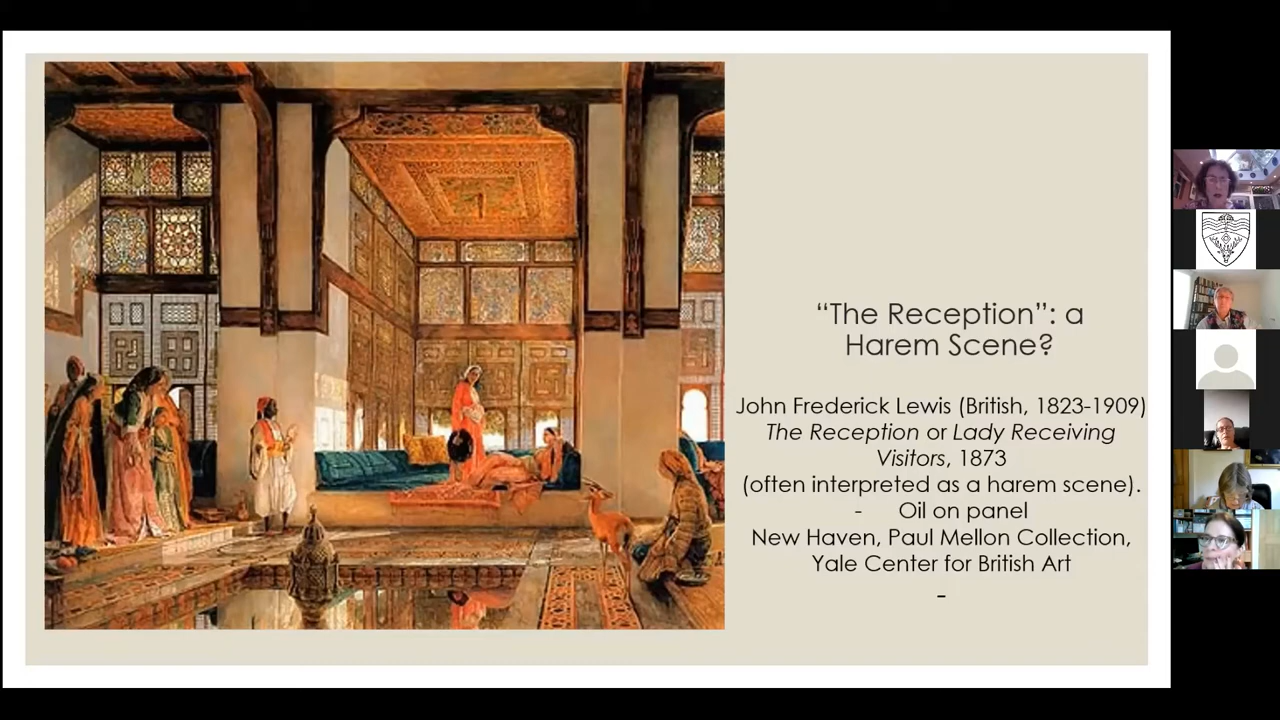 “The Reception”: a
Harem Scene?
John Frederick Lewis (British, 1823-1909)
The Reception or Lady Receiving
Visitors, 1873
(often interpreted as a harem scene).
- Oil on panel
New Haven, Paul Mellon Collection,
Yale Center for British Art
-